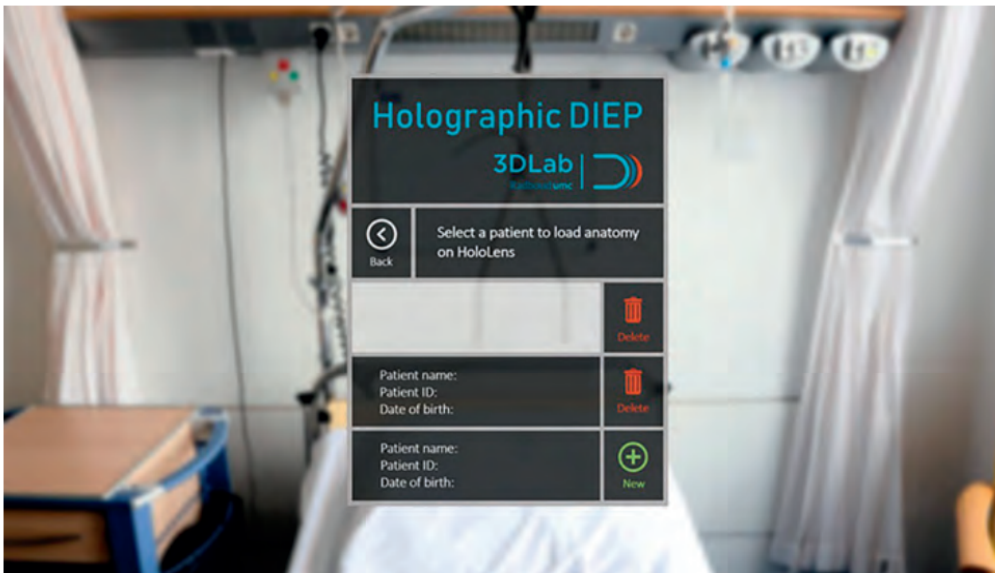 Holographic DIEP
3DLab
Radboudumc
Back
Select a patient to load anatomy
on HoloLens
Delete
Patient name:
Patient ID:
Date of birth:
Delete
Patient name:
Patient ID:
Date of birth:
New